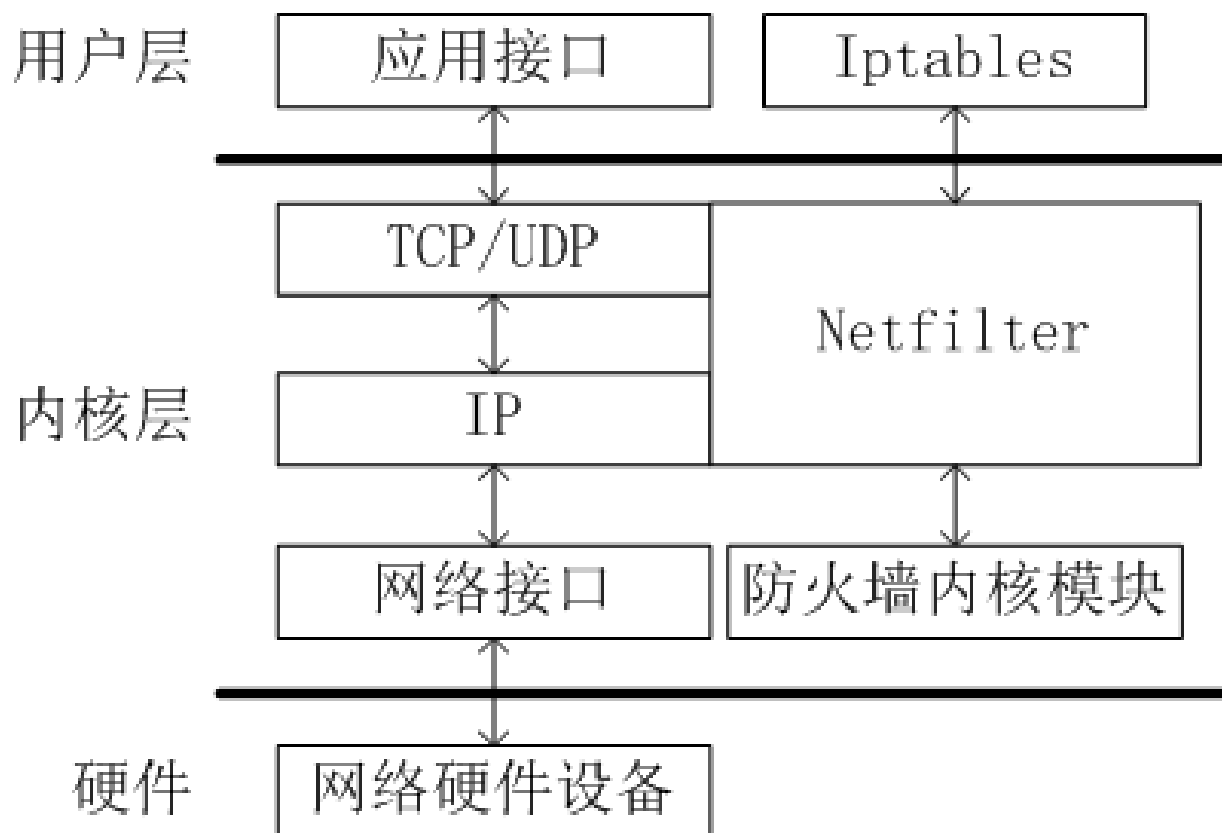 用户层
应用接口
Iptables
TCP/UDP
Netfilter
内核层
IP
网络接口
防火墙内核模块
硬件
网络硬件设备